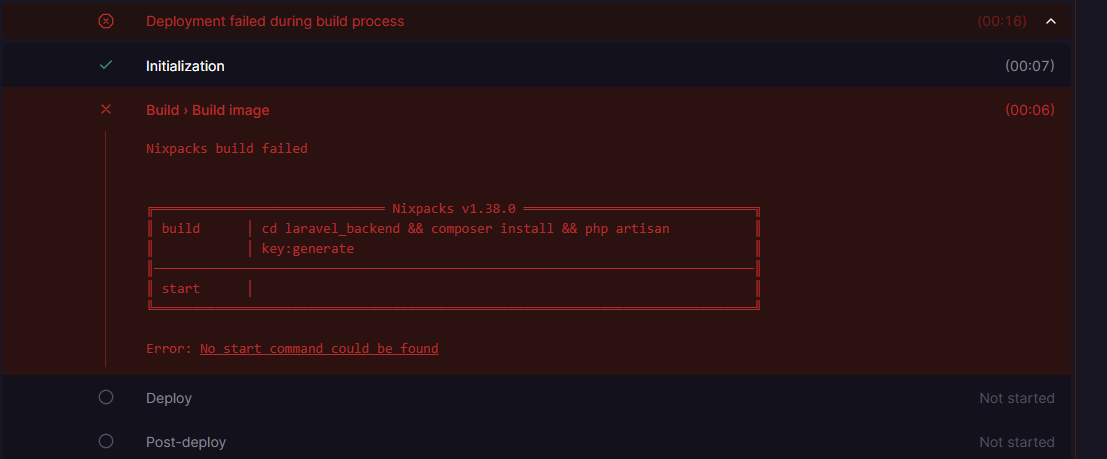 Deployment failed during build process (00:16)
Initialization (00:07)
Build › Build image (00:06)
Nixpacks build failed
Nixpacks v1.38.0
build | cd laravel_backend && composer install && php artisan
| key:generate
start |
Error: No start command could be found
Deploy Not started
Post-deploy Not started